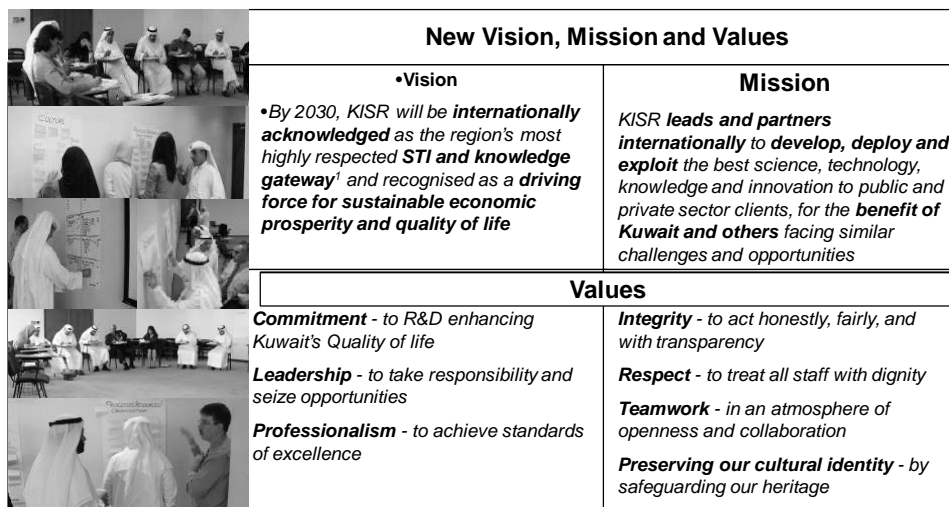 New Vision, Mission and Values
•Vision
•By 2030, KISR will be internationally
acknowledged as the region's most
highly respected STI and knowledge
gateway1 and recognised as a driving
force for sustainable economic
prosperity and quality of life
Mission
KISR leads and partners
internationally to develop, deploy and
exploit the best science, technology,
knowledge and innovation to public and
private sector clients, for the benefit of
Kuwait and others facing similar
challenges and opportunities
Values
Commitment - to R&D enhancing
Kuwait's Quality of life
Leadership - to take responsibility and
seize opportunities
Professionalism - to achieve standards
of excellence
Integrity - to act honestly, fairly, and
with transparency
Respect - to treat all staff with dignity
Teamwork - in an atmosphere of
openness and collaboration
Preserving our cultural identity - by
safeguarding our heritage